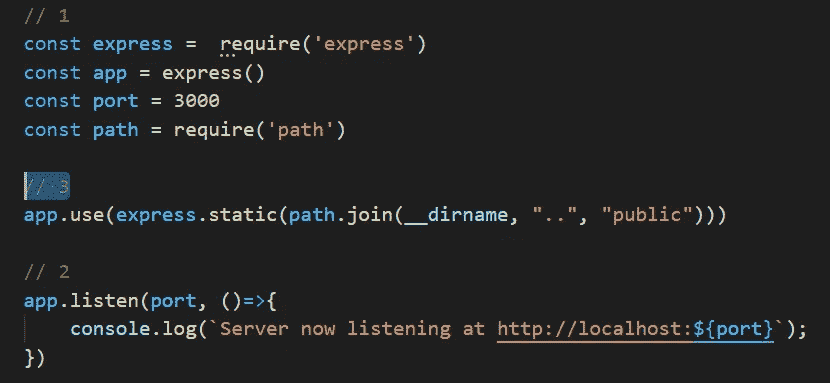 // 1
const express =  require('express')
const app = express()
const port = 3000
const path = require('path')
// 3
app.use(express.static(path.join(__dirname, "..", "public")))
// 2
app.listen(port, ()=>{
    console.log(`Server now listening at http://localhost:${port}`);
})